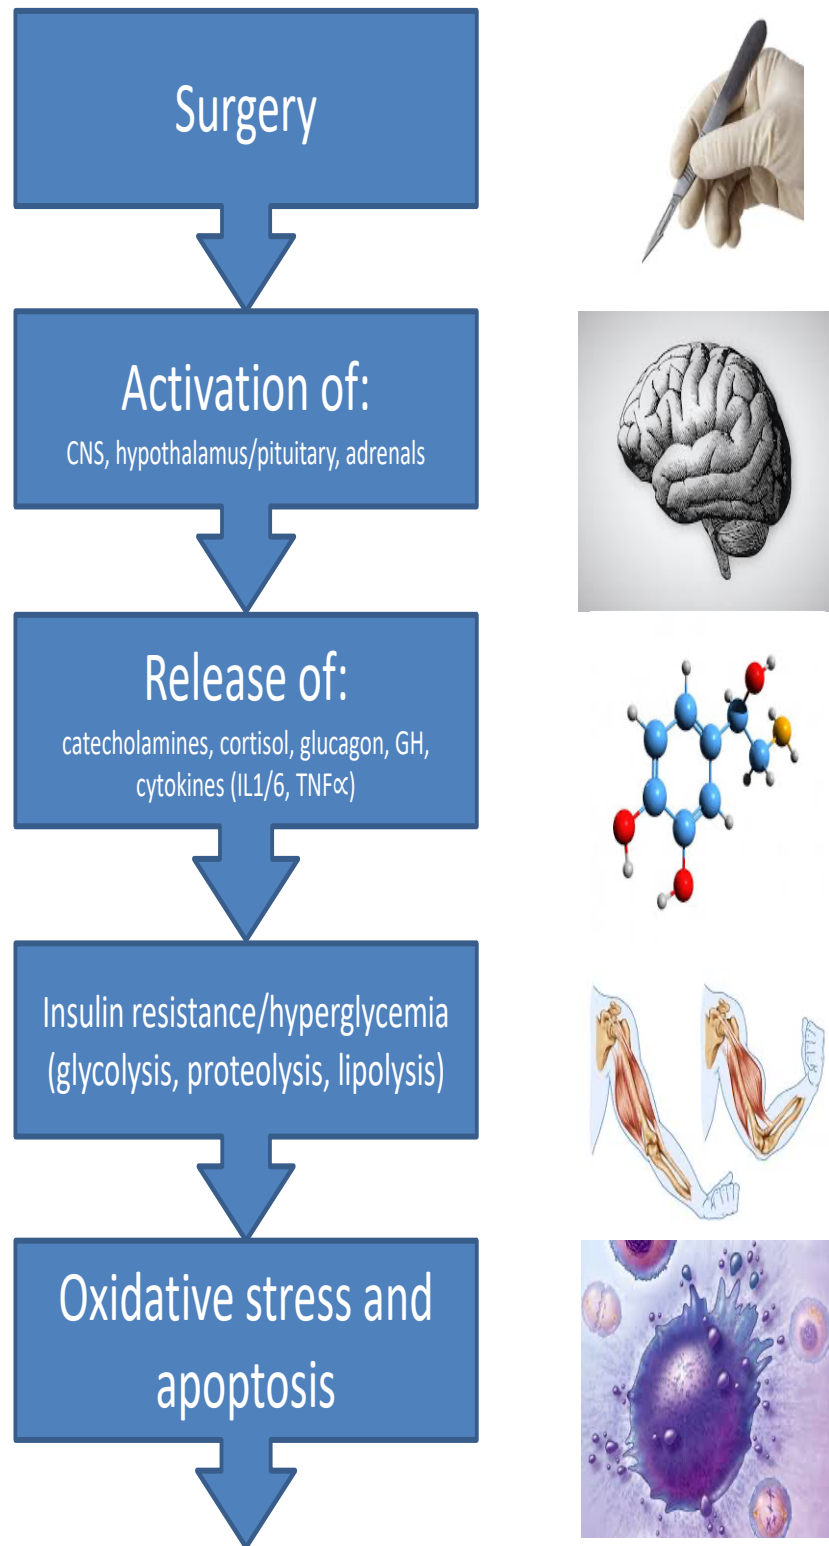 Surgery
Activation of:
CNS, hypothalamus/pituitary, adrenals
Release of:
catecholamines, cortisol, glucagon, GH,
cytokines (IL1/6, TNF∝)
Insulin resistance/hyperglycemia
(glycolysis, proteolysis, lipolysis)
Oxidative stress and
apoptosis